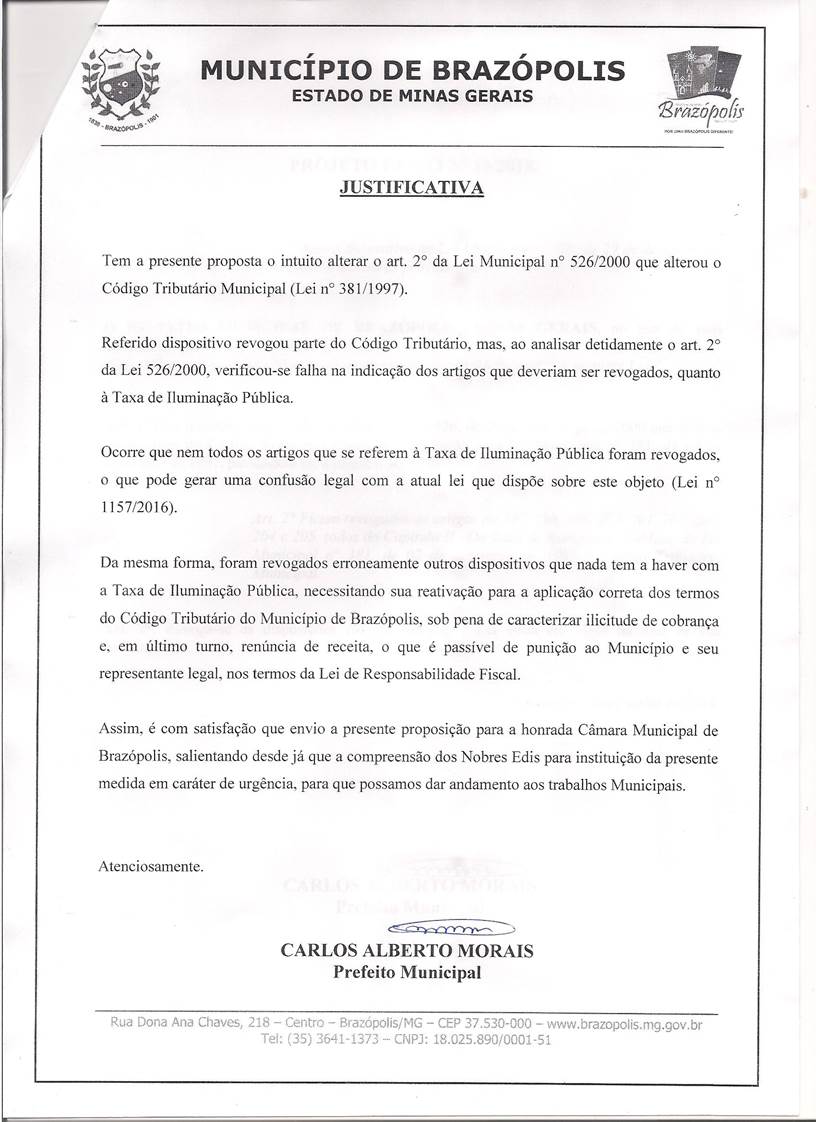 MUNICÍPIO DE BRAZÓPOLIS
ESTADO DE MINAS GERAIS
1838 - BRAZÓPOLIS - 1901
Brazópolis
POR UMA BRAZÓPOLIS DIFERENTE!
JUSTIFICATIVA
Tem a presente proposta o intuito alterar o art. 2° da Lei Municipal n° 526/2000 que alterou o
Código Tributário Municipal (Lei n° 381/1997).
Referido dispositivo revogou parte do Código Tributário, mas, ao analisar detidamente o art. 2°
da Lei 526/2000, verificou-se falha na indicação dos artigos que deveriam ser revogados, quanto
à Taxa de Iluminação Pública.
Ocorre que nem todos os artigos que se referem à Taxa de Iluminação Pública foram revogados,
o que pode gerar uma confusão legal com a atual lei que dispõe sobre este objeto (Lei n°
1157/2016).
Da mesma forma, foram revogados erroneamente outros dispositivos que nada tem a haver com
a Taxa de Iluminação Pública, necessitando sua reativação para a aplicação correta dos termos
do Código Tributário do Município de Brazópolis, sob pena de caracterizar ilicitude de cobrança
e, em último turno, renúncia de receita, o que é passível de punição ao Município e seu
representante legal, nos termos da Lei de Responsabilidade Fiscal.
Assim, é com satisfação que envio a presente proposição para a honrada Câmara Municipal de
Brazópolis, salientando desde já que a compreensão dos Nobres Edis para instituição da presente
medida em caráter de urgência, para que possamos dar andamento aos trabalhos Municipais.
Atenciosamente.
CARLOS ALBERTO MORAIS
Prefeito Municipal
Rua Dona Ana Chaves, 218 – Centro – Brazópolis/MG – CEP 37.530-000 – www.brazopolis.mg.gov.br
Tel: (35) 3641-1373 – CNPJ: 18.025.890/0001-51